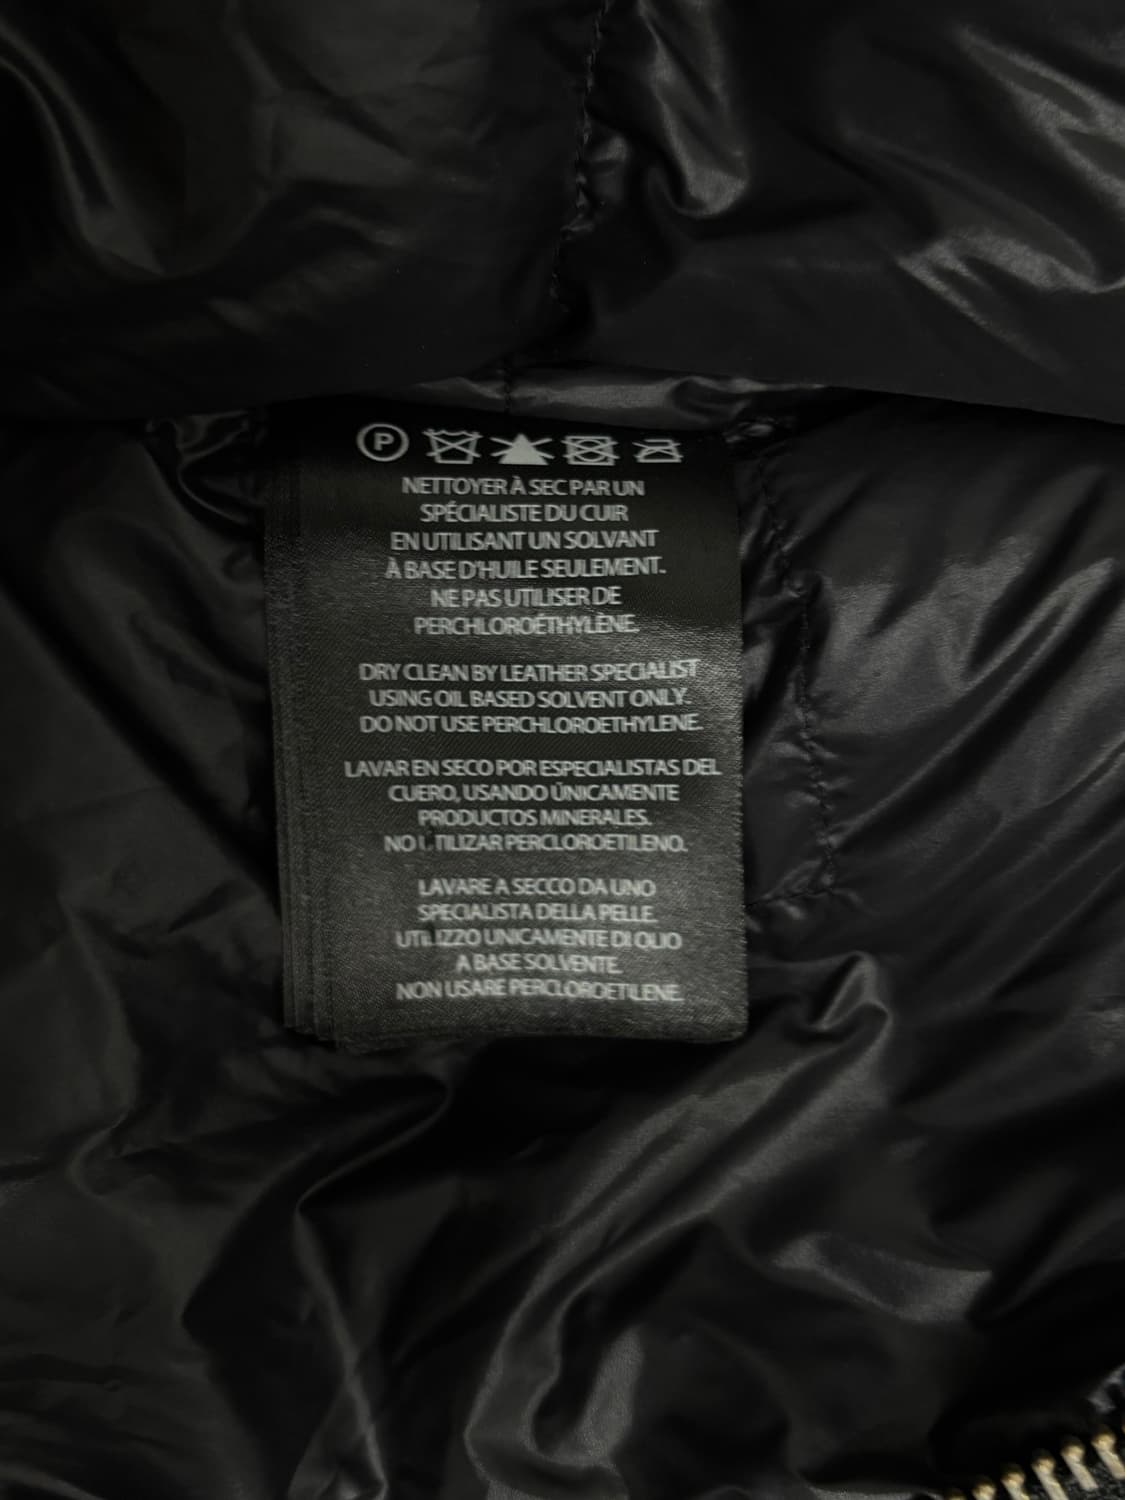 P
NETTOYER À SEC PAR UN
SPÉCIALISTE DU CUIR
EN UTILISANT UN SOLVANT
À BASE D'HUILE SEULEMENT.
NE PAS UTILISER DE
PERCHLOROÉTHYLÈNE.
DRY CLEAN BY LEATHER SPECIALIST
USING OIL BASED SOLVENT ONLY.
DO NOT USE PERCHLOROETHYLENE.
LAVAR EN SECO POR ESPECIALISTAS DEL
CUERO, USANDO ÚNICAMENTE
PRODUCTOS MINERALES.
NO UTILIZAR PERCLOROETILENO.
LAVARE A SECCO DA UNO
SPECIALISTA DELLA PELLE.
UTILIZZO UNICAMENTE DI OLIO
A BASE SOLVENTE.
NON USARE PERCLOROETILENE.